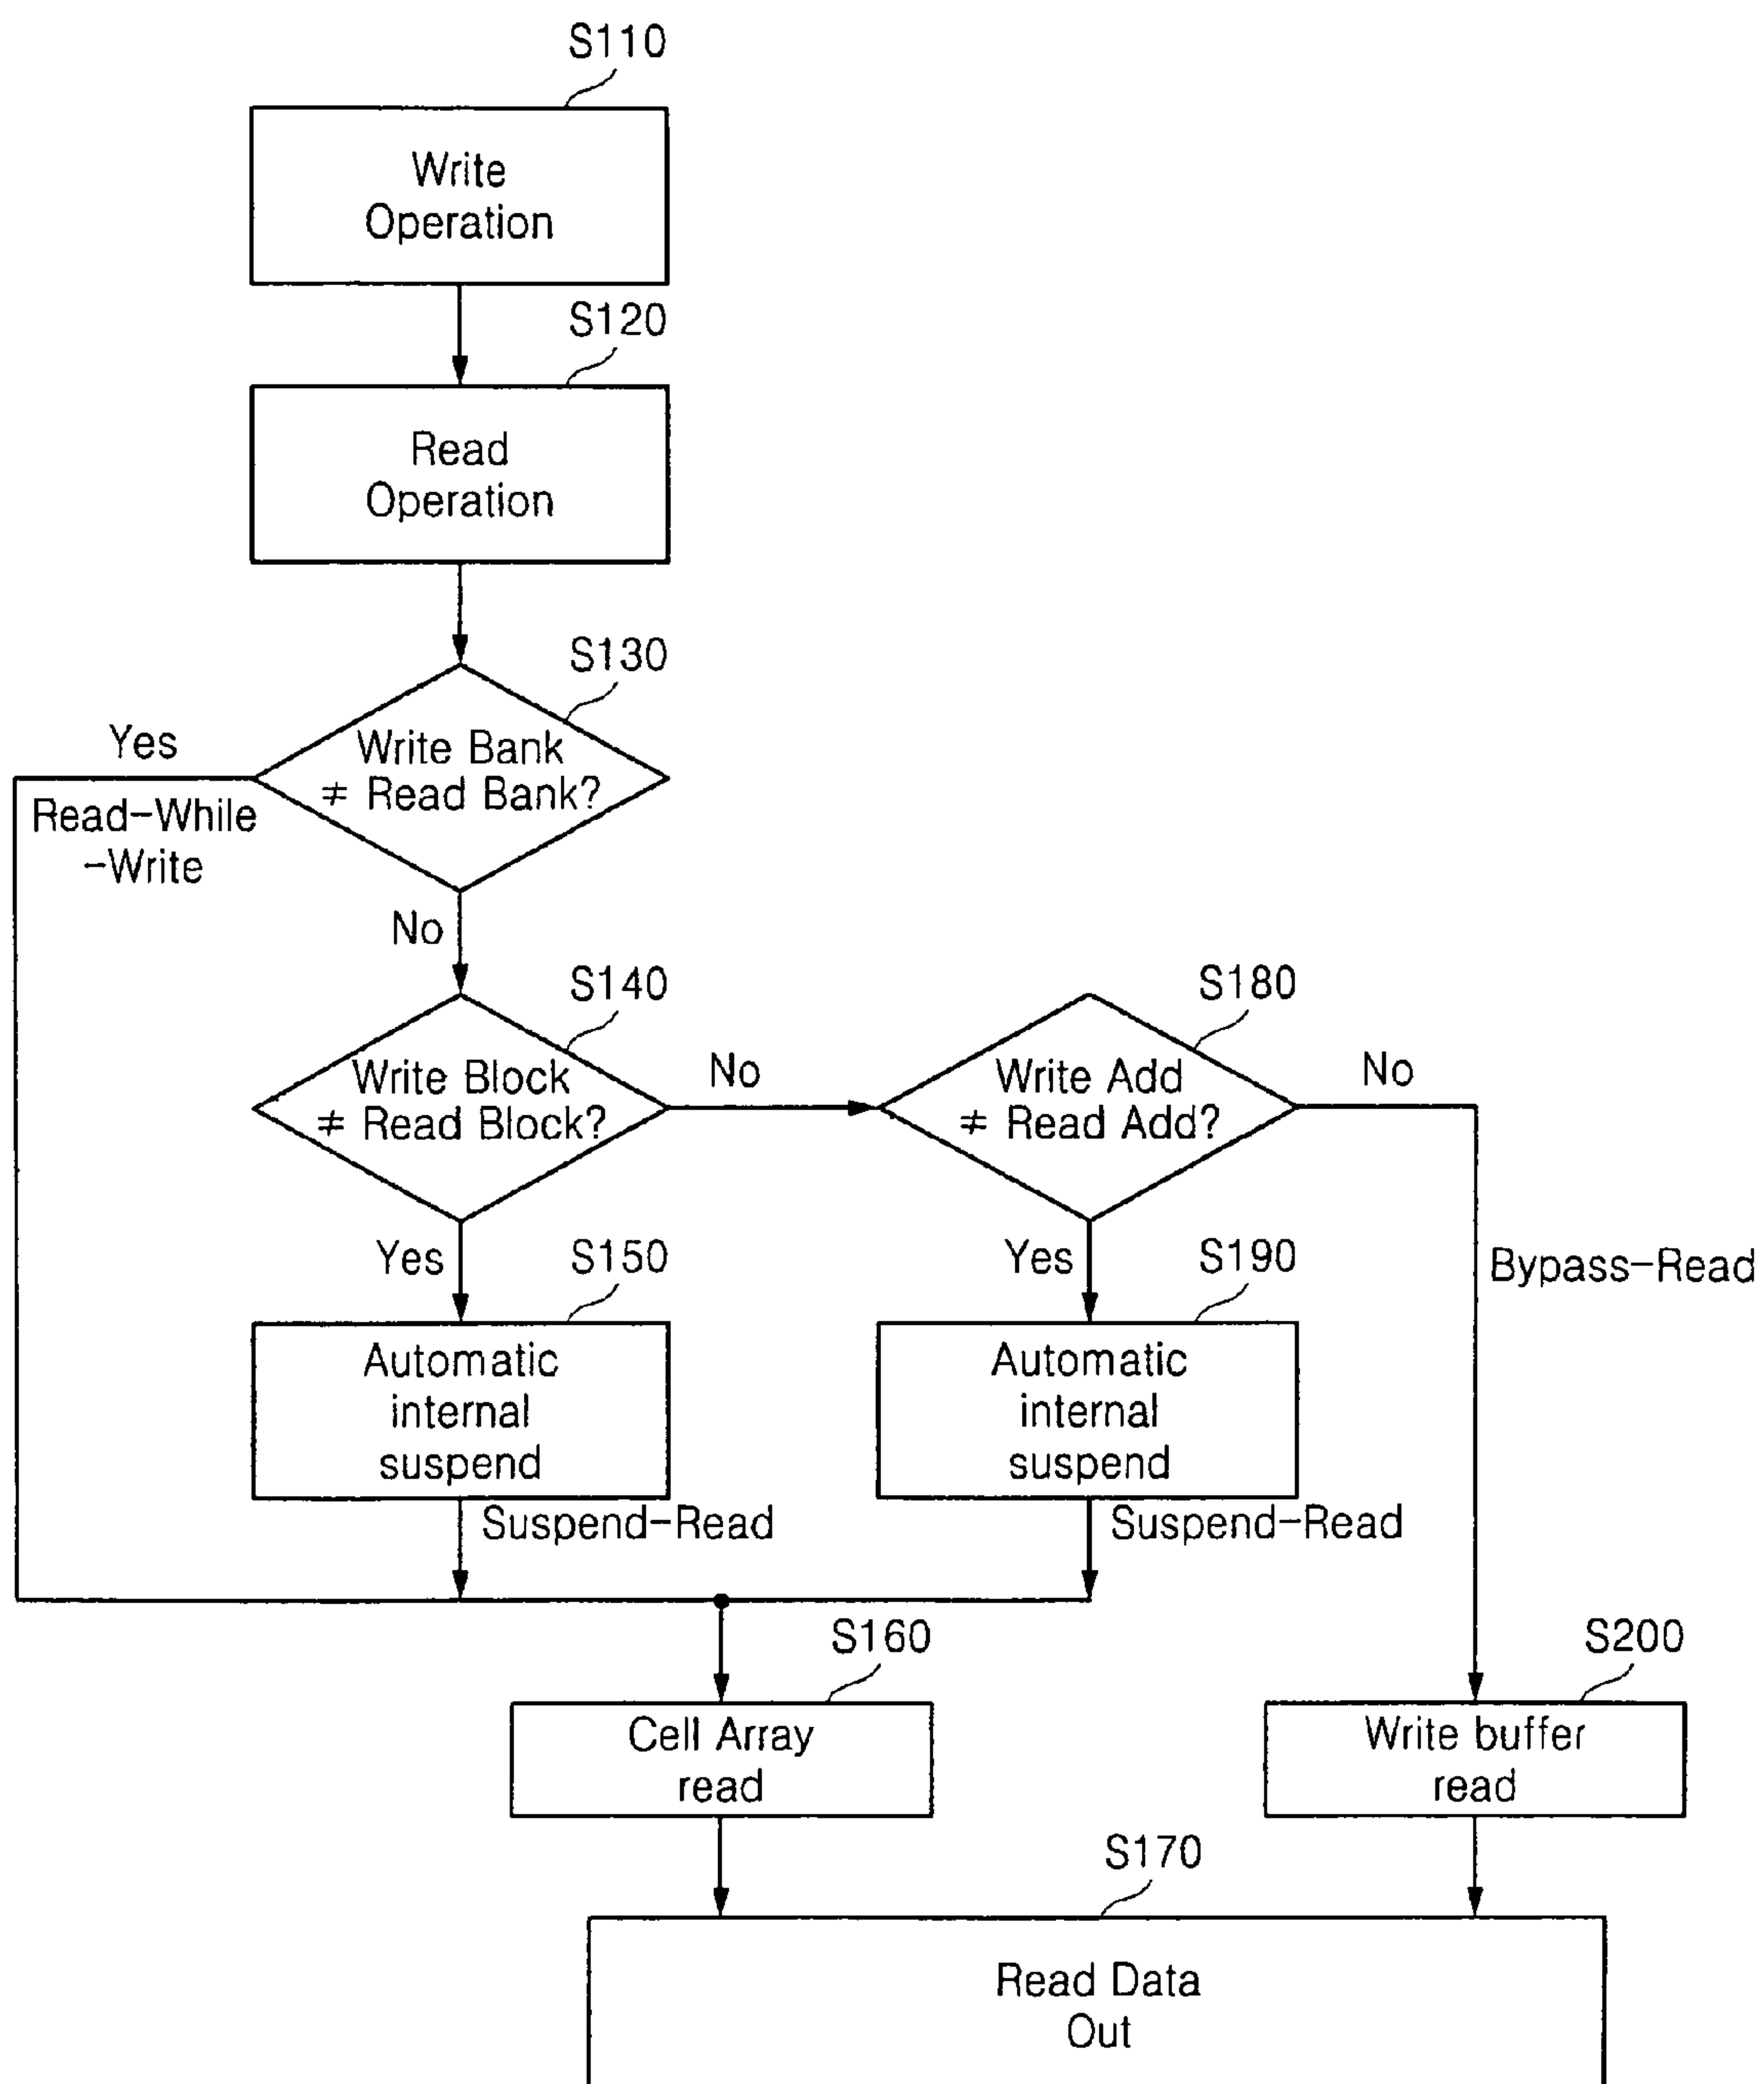 S110
Write
Operation
S120
Read
Operation
S130
Write Bank
≠ Read Bank?
Yes
Read-While
-Write
No
S140
Write Block
≠ Read Block?
No
S180
Write Add
≠ Read Add?
No
Yes
S150
Automatic
internal
suspend
Suspend-Read
Yes
S190
Automatic
internal
suspend
Suspend-Read
Bypass-Read
S160
Cell Array
read
S200
Write buffer
read
S170
Read Data
Out